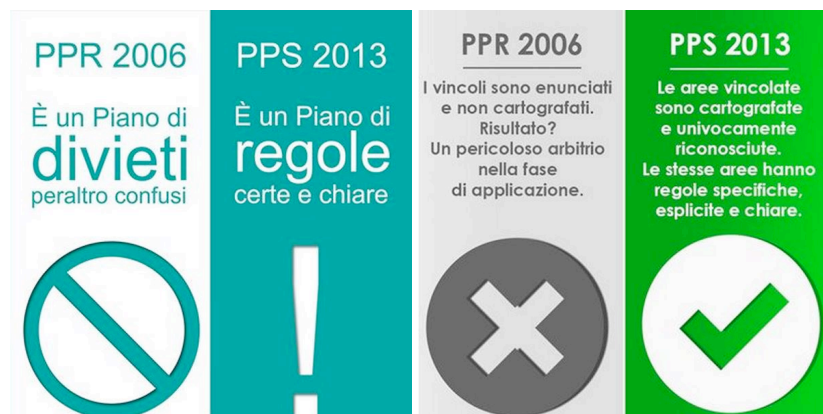 PPR 2006
È un Piano di
divieti
peraltro confusi
PPS 2013
È un Piano di
regole
certe e chiare
PPR 2006
I vincoli sono enunciati
e non cartografati.
Risultato?
Un pericoloso arbitrio
nella fase
di applicazione.
PPS 2013
Le aree vincolate
sono cartografate
e univocamente
riconosciute.
Le stesse aree hanno
regole specifiche,
esplicite e chiare.